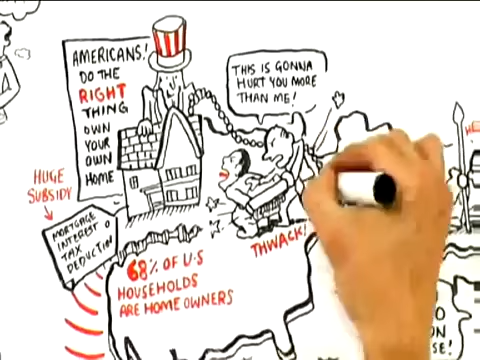 AMERICANS!
DO THE
RIGHT
THING
OWN
YOUR
OWN
HOME
THIS IS GONNA
HURT YOU MORE
THAN ME!
HUGE
SUBSIDY
MORTGAGE
INTEREST
TAX
DEDUCTION
THWACK!
68% OF U.S
HOUSEHOLDS
ARE HOME OWNERS